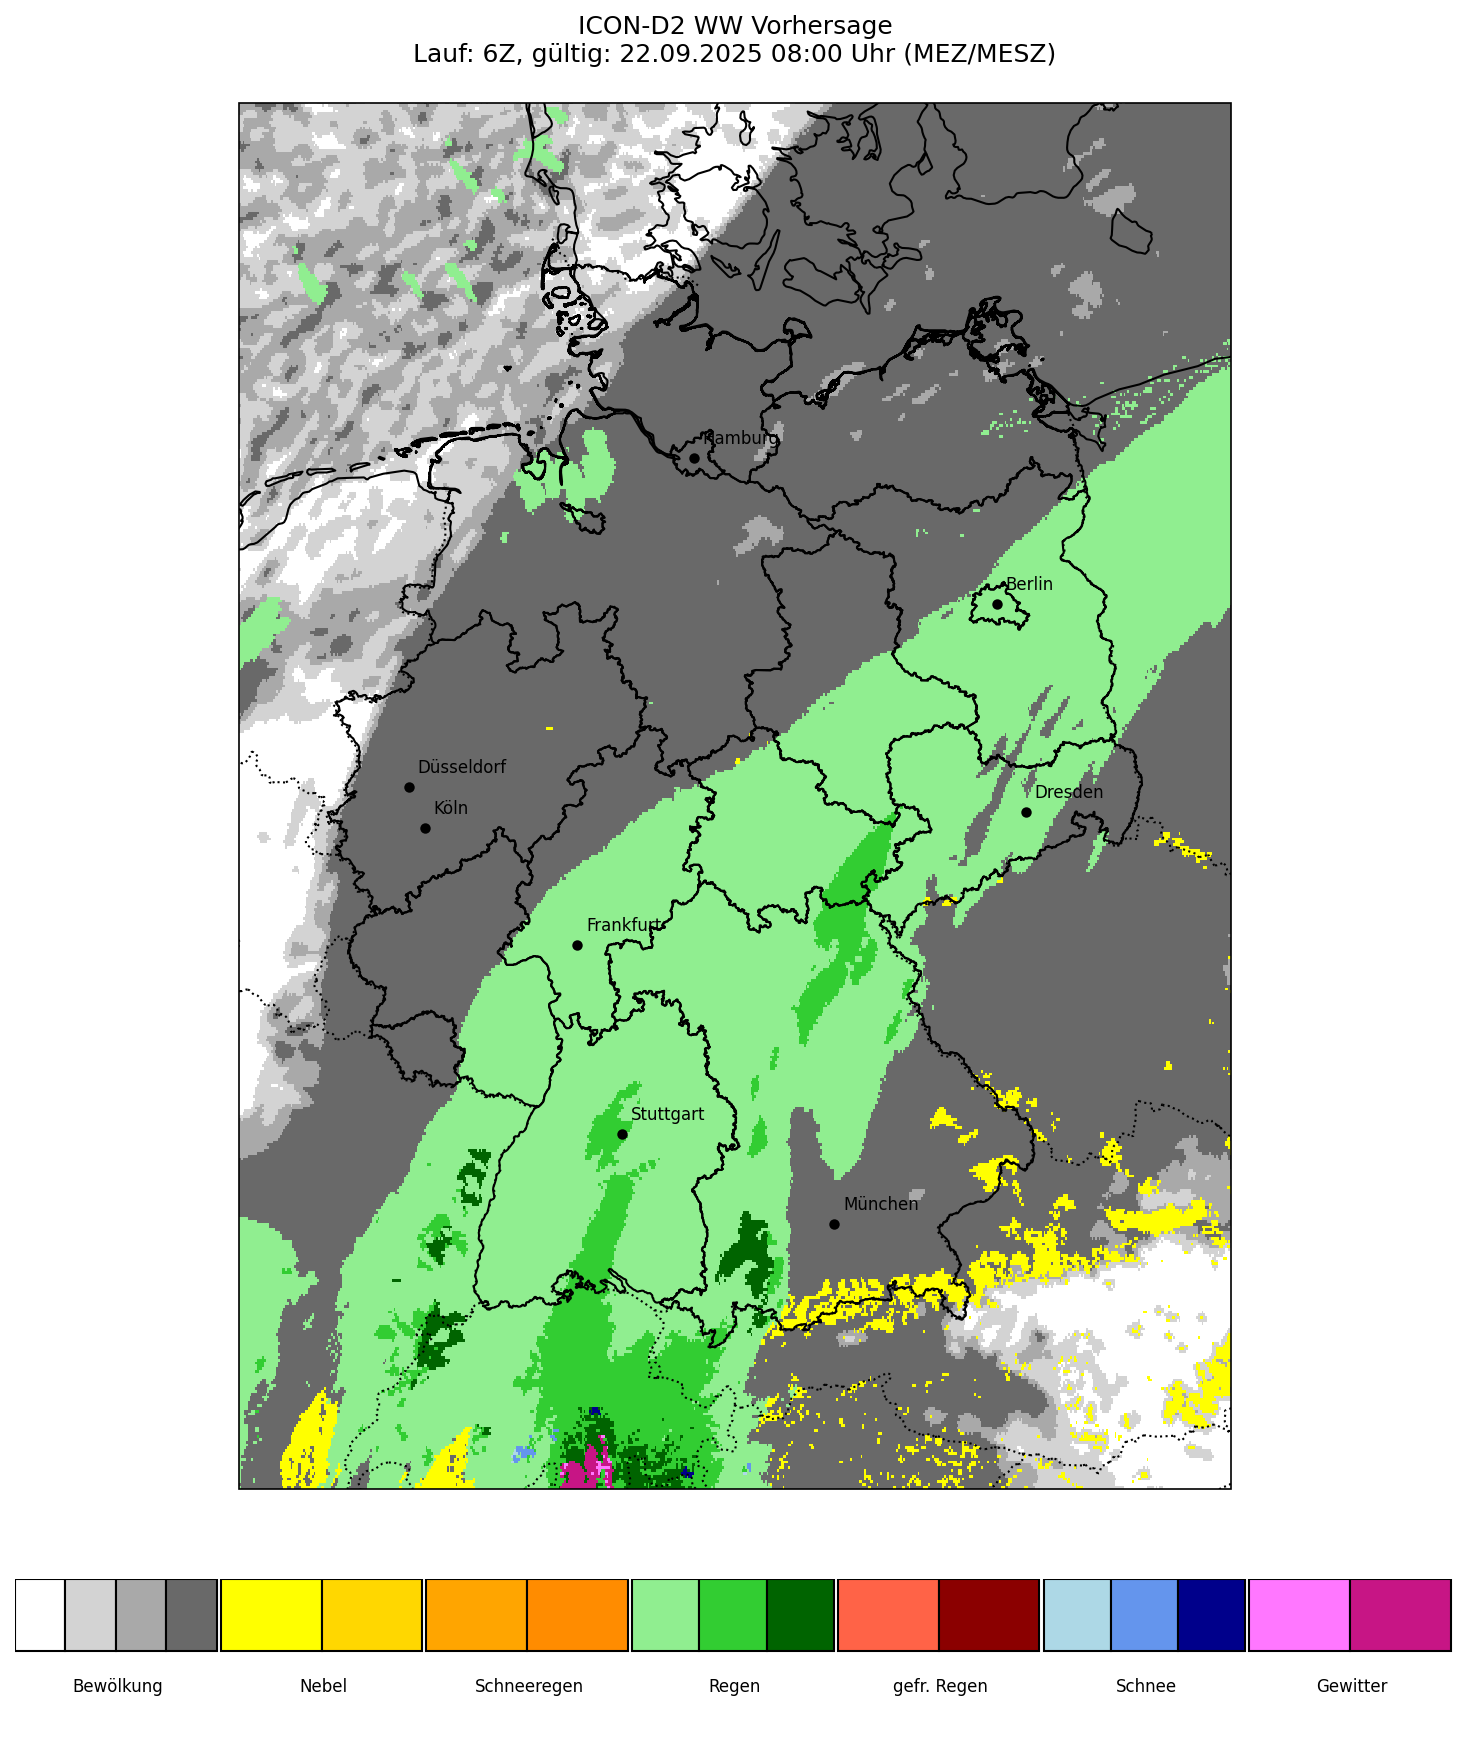 ICON-D2 WW Vorhersage
Lauf: 6Z, gültig: 22.09.2025 08:00 Uhr (MEZ/MESZ)
Hamburg
Berlin
Düsseldorf
Dresden
Köln
Frankfurt
Stuttgart
München
Bewölkung
Nebel
Schneeregen
Regen
gefr. Regen
Schnee
Gewitter